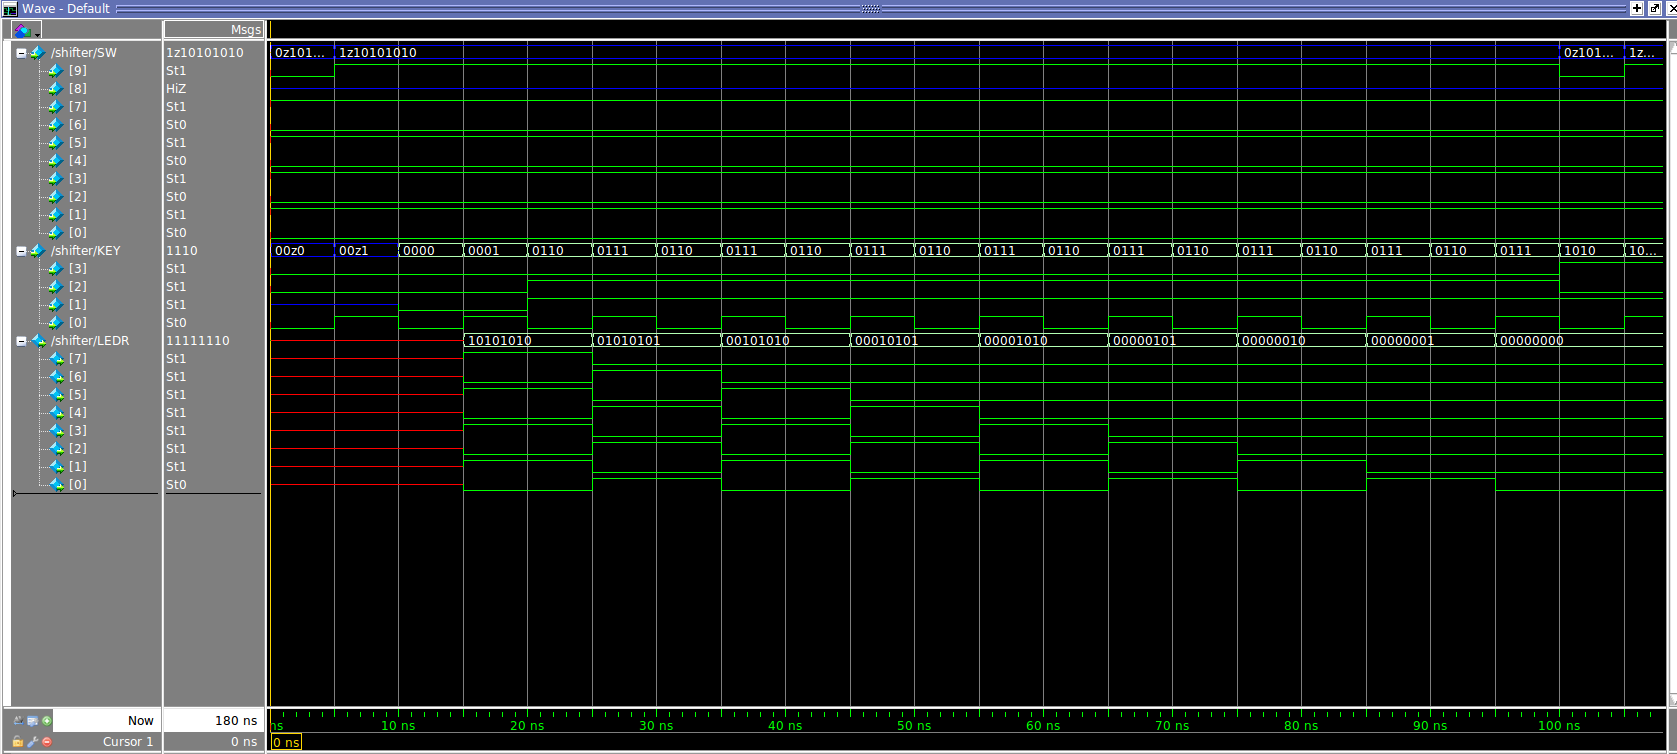 Wave - Default
Msgs
/shifter/SW 1z10101010 0z101... 1z10101010 0z101... 1z...
[9] St1
[8] HiZ
[7] St1
[6] St0
[5] St1
[4] St0
[3] St1
[2] St0
[1] St1
[0] St0
/shifter/KEY 1110 00z0 00z1 0000 0001 0110 0111 0110 0111 0110 0111 0110 0111 0110 0111 0110 0111 0110 0111 0110 0111 1010 10...
[3] St1
[2] St1
[1] St1
[0] St0
/shifter/LEDR 11111110 10101010 01010101 00101010 00010101 00001010 00000101 00000010 00000001 00000000
[7] St1
[6] St1
[5] St1
[4] St1
[3] St1
[2] St1
[1] St1
[0] St0
Now 180 ns ns 10 ns 20 ns 30 ns 40 ns 50 ns 60 ns 70 ns 80 ns 90 ns 100 ns
Cursor 1 0 ns 0 ns